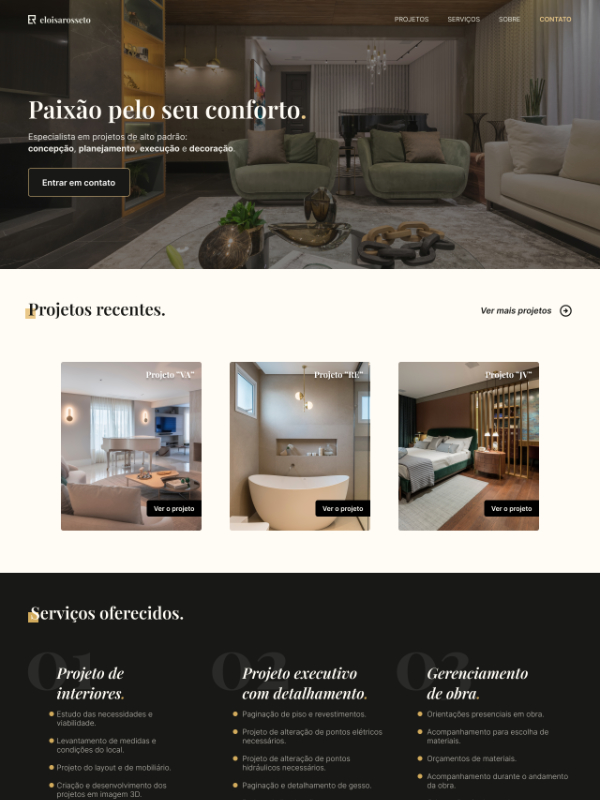 eloisarosseto
PROJETOS SERVIÇOS SOBRE CONTATO
Paixão pelo seu conforto.
Especialista em projetos de alto padrão:
concepção, planejamento, execução e decoração.
Entrar em contato
Projetos recentes.
Ver mais projetos
Projeto "VA"
Projeto "RE"
Projeto "JV"
Ver o projeto
Ver o projeto
Ver o projeto
Serviços oferecidos.
01
Projeto de
interiores.
Estudo das necessidades e
viabilidade.
Levantamento de medidas e
condições do local.
Projeto do layout e de mobiliário.
Criação e desenvolvimento dos
projetos em imagem 3D.
02
Projeto executivo
com detalhamento.
Paginação de piso e revestimentos.
Projeto de alteração de pontos elétricos
necessários.
Projeto de alteração de pontos
hidráulicos necessários.
Paginação e detalhamento de gesso.
03
Gerenciamento
de obra.
Orientações presenciais em obra.
Acompanhamento para escolha de
materiais.
Orçamentos de materiais.
Acompanhamento durante o andamento
da obra.